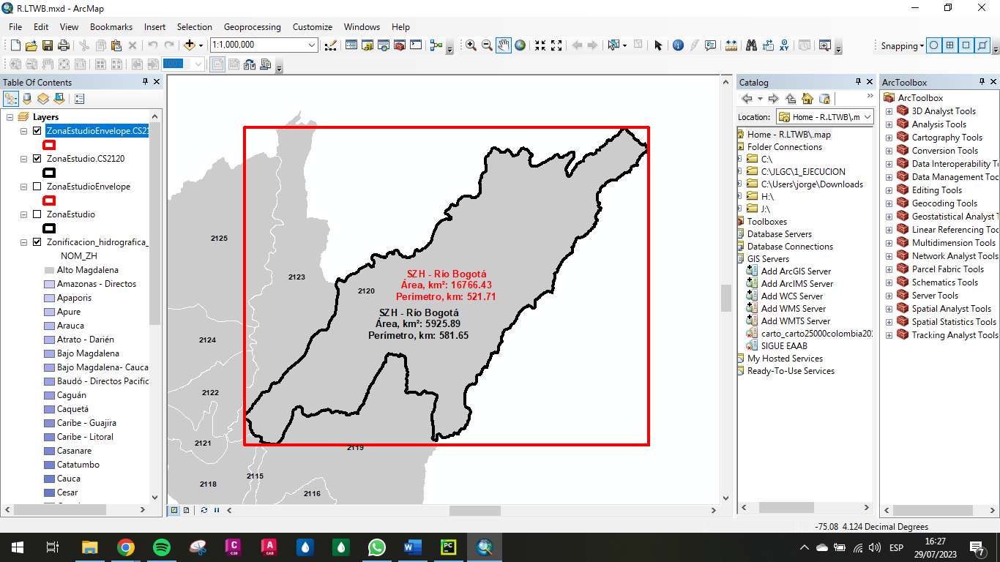 R.LTWB.mxd - ArcMap
File Edit View Bookmarks Insert Selection Geoprocessing Customize Windows Help
1:1,000,000
Snapping
100%
Table Of Contents
Layers
ZonaEstudioEnvelope.CS21
ZonaEstudio.CS2120
ZonaEstudioEnvelope
ZonaEstudio
Zonificacion_hidrografica_
NOM_ZH
Alto Magdalena
Amazonas - Directos
Apaporis
Apure
Arauca
Atrato - Darién
Bajo Magdalena
Bajo Magdalena- Cauca
Baudó - Directos Pacific
Caguán
Caquetá
Caribe - Guajira
Caribe - Litoral
Casanare
Catatumbo
Cauca
Cesar
2125
2123
2120
SZH - Río Bogotá
Área, km²: 16766.43
Perímetro, km: 521.71
SZH - Río Bogotá
Área, km²: 5925.89
Perímetro, km: 581.65
2124
2122
2121
2119
2115
2118
2116
Catalog
Location: Home - R.LTWB\.m
Home - R.LTWB\.map
Folder Connections
C:\
C:\JLGC\1_EJECUCION
C:\Users\jorge\Downloads
H:\
J:\
Toolboxes
Database Servers
Database Connections
GIS Servers
Add ArcGIS Server
Add ArcIMS Server
Add WCS Server
Add WMS Server
Add WMTS Server
carto_carto25000colombia201
SIGUE EAAB
My Hosted Services
Ready-To-Use Services
ArcToolbox
ArcToolbox
3D Analyst Tools
Analysis Tools
Cartography Tools
Conversion Tools
Data Interoperability To
Data Management Too
Editing Tools
Geocoding Tools
Geostatistical Analyst T
Linear Referencing Too
Multidimension Tools
Network Analyst Tools
Parcel Fabric Tools
Schematics Tools
Server Tools
Spatial Analyst Tools
Spatial Statistics Tools
Tracking Analyst Tools
-75.08 4.124 Decimal Degrees
ESP
16:27
29/07/2023
7